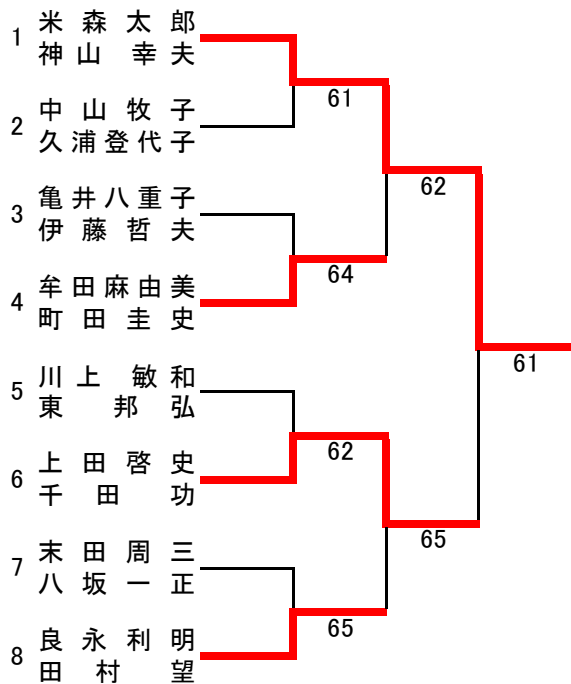 1 米森太郎
神山幸夫
61
2 中山牧子
久浦登代子
62
3 亀井八重子
伊藤哲夫
64
4 牟田麻由美
町田圭史
61
5 川上敏和
東邦弘
62
6 上田啓史
千田功
65
7 末田周三
八坂一正
65
8 良永利明
田村望